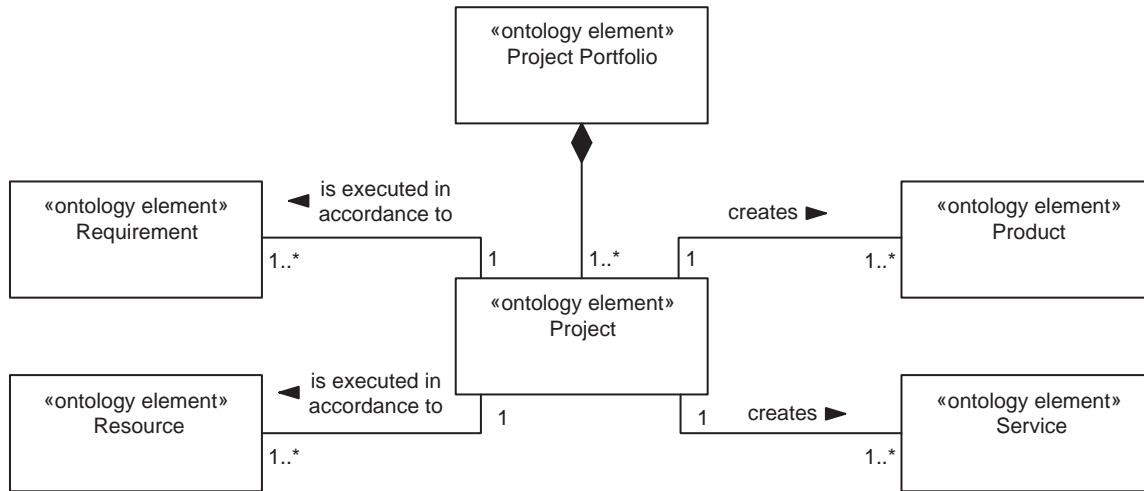 «ontology element»
Project Portfolio
is executed in
accordance to
«ontology element»
Requirement
1..*
1
1..*
1
creates
«ontology element»
Product
1..*
«ontology element»
Project
is executed in
accordance to
«ontology element»
Resource
1..*
1
1
creates
«ontology element»
Service
1..*